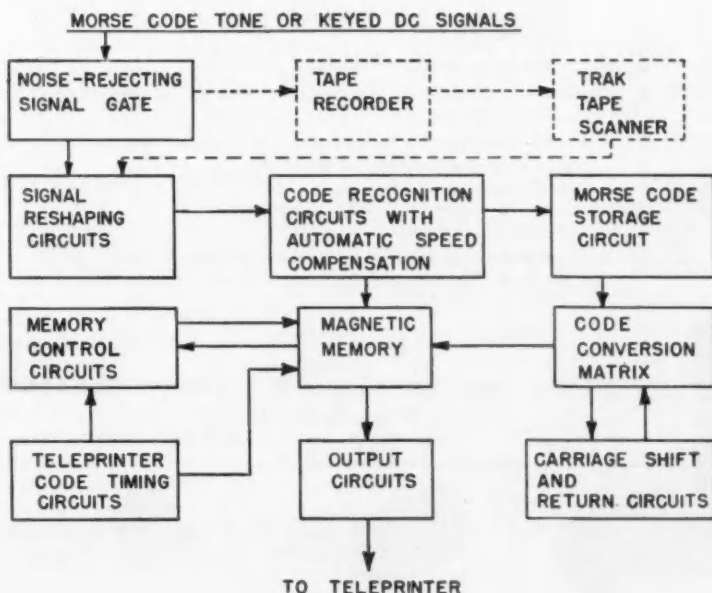 MORSE CODE TONE OR KEYED DC SIGNALS
NOISE-REJECTING
SIGNAL GATE
TAPE
RECORDER
TRAK
TAPE
SCANNER
SIGNAL
RESHAPING
CIRCUITS
CODE RECOGNITION
CIRCUITS WITH
AUTOMATIC SPEED
COMPENSATION
MORSE CODE
STORAGE
CIRCUIT
MEMORY
CONTROL
CIRCUITS
MAGNETIC
MEMORY
CODE
CONVERSION
MATRIX
TELEPRINTER
CODE TIMING
CIRCUITS
OUTPUT
CIRCUITS
CARRIAGE SHIFT
AND
RETURN CIRCUITS
TO TELEPRINTER